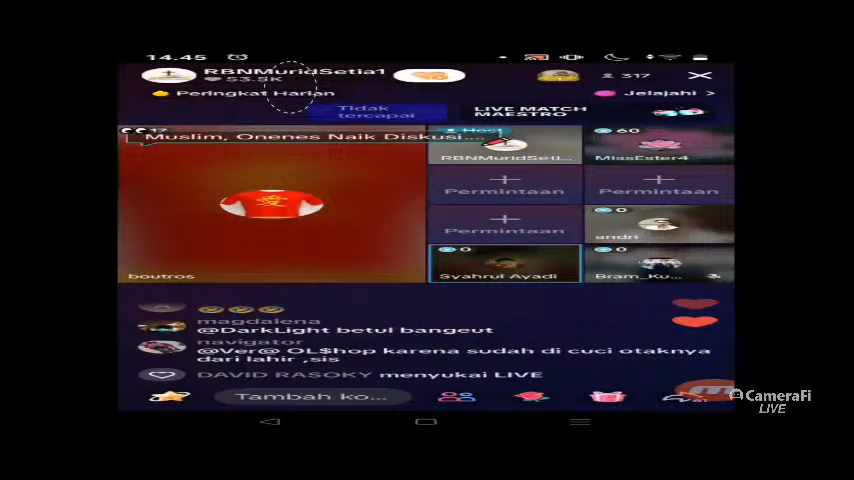 14.45
RBNMuridSetia1
53.5K
317
Peringkat Harian
Jelajahi >
Tidak tercapai
LIVE MATCH MAESTRO
17
Muslim, Onenes Naik Diskusi....
Host
RBNMuridSeti...
60
MissEster4
Permintaan
Permintaan
Permintaan
0
andri
boutros
0
Syahrul Ayadi
0
Bram_Ku...
magdalena
@DarkLight betul bangeut
navigator
@Ver@ OL$hop karena sudah di cuci otaknya
dari lahir ,sis
DAVID RASOKY menyukai LIVE
Tambah ko...
CameraFi
LIVE